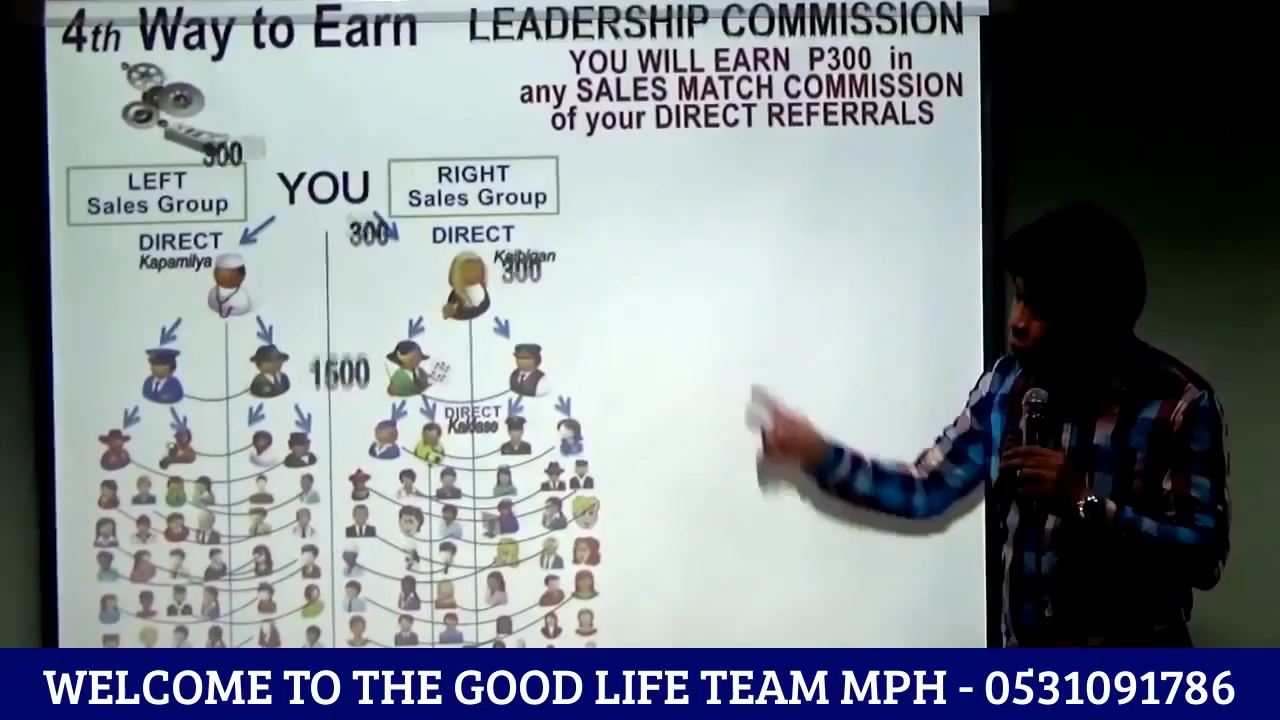 4th Way to Earn
LEADERSHIP COMMISSION
YOU WILL EARN P300 in
any SALES MATCH COMMISSION
of your DIRECT REFERRALS
300
LEFT
Sales Group
YOU
RIGHT
Sales Group
DIRECT
Kapamilya
300
DIRECT
Kaibigan
300
1500
DIRECT
Kaklase
WELCOME TO THE GOOD LIFE TEAM MPH - 0531091786